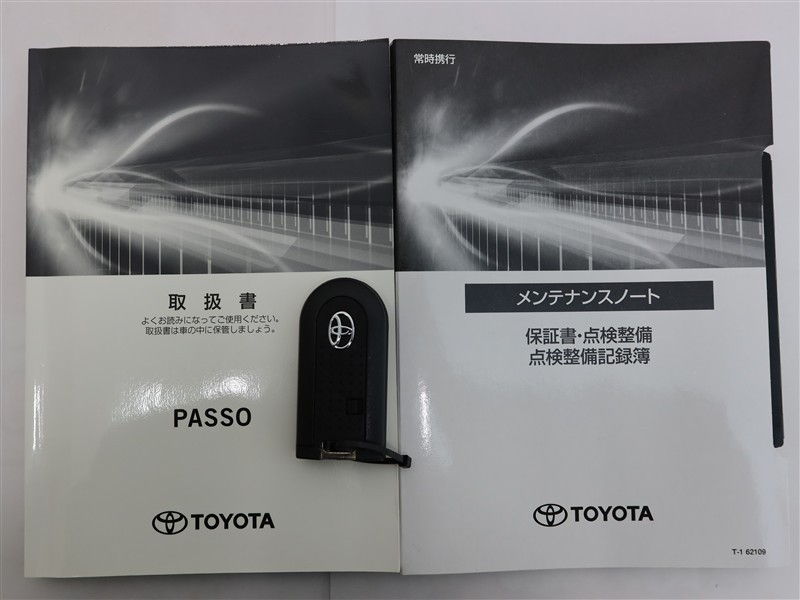 取扱書
よくお読みになってご使用ください。
取扱書は車の中に保管しましょう。
PASSO
TOYOTA
常時携行
メンテナンスノート
保証書・点検整備
点検整備記録簿
TOYOTA
T-1 62109